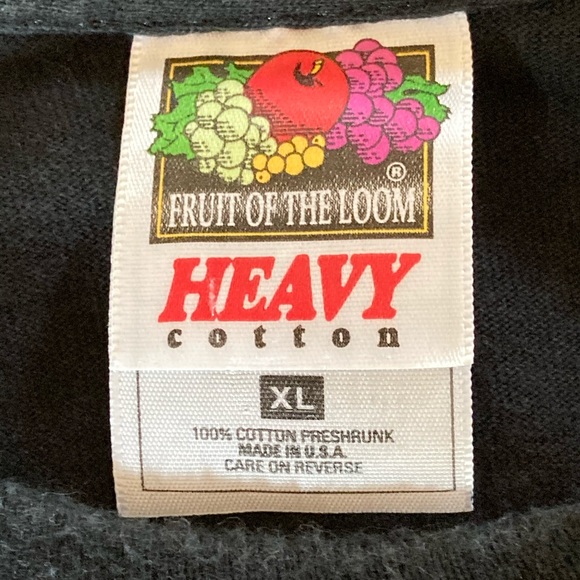 ®
FRUIT OF THE LOOM
HEAVY
cotton
XL
100% COTTON PRESHRUNK
MADE IN U.S.A.
CARE ON REVERSE